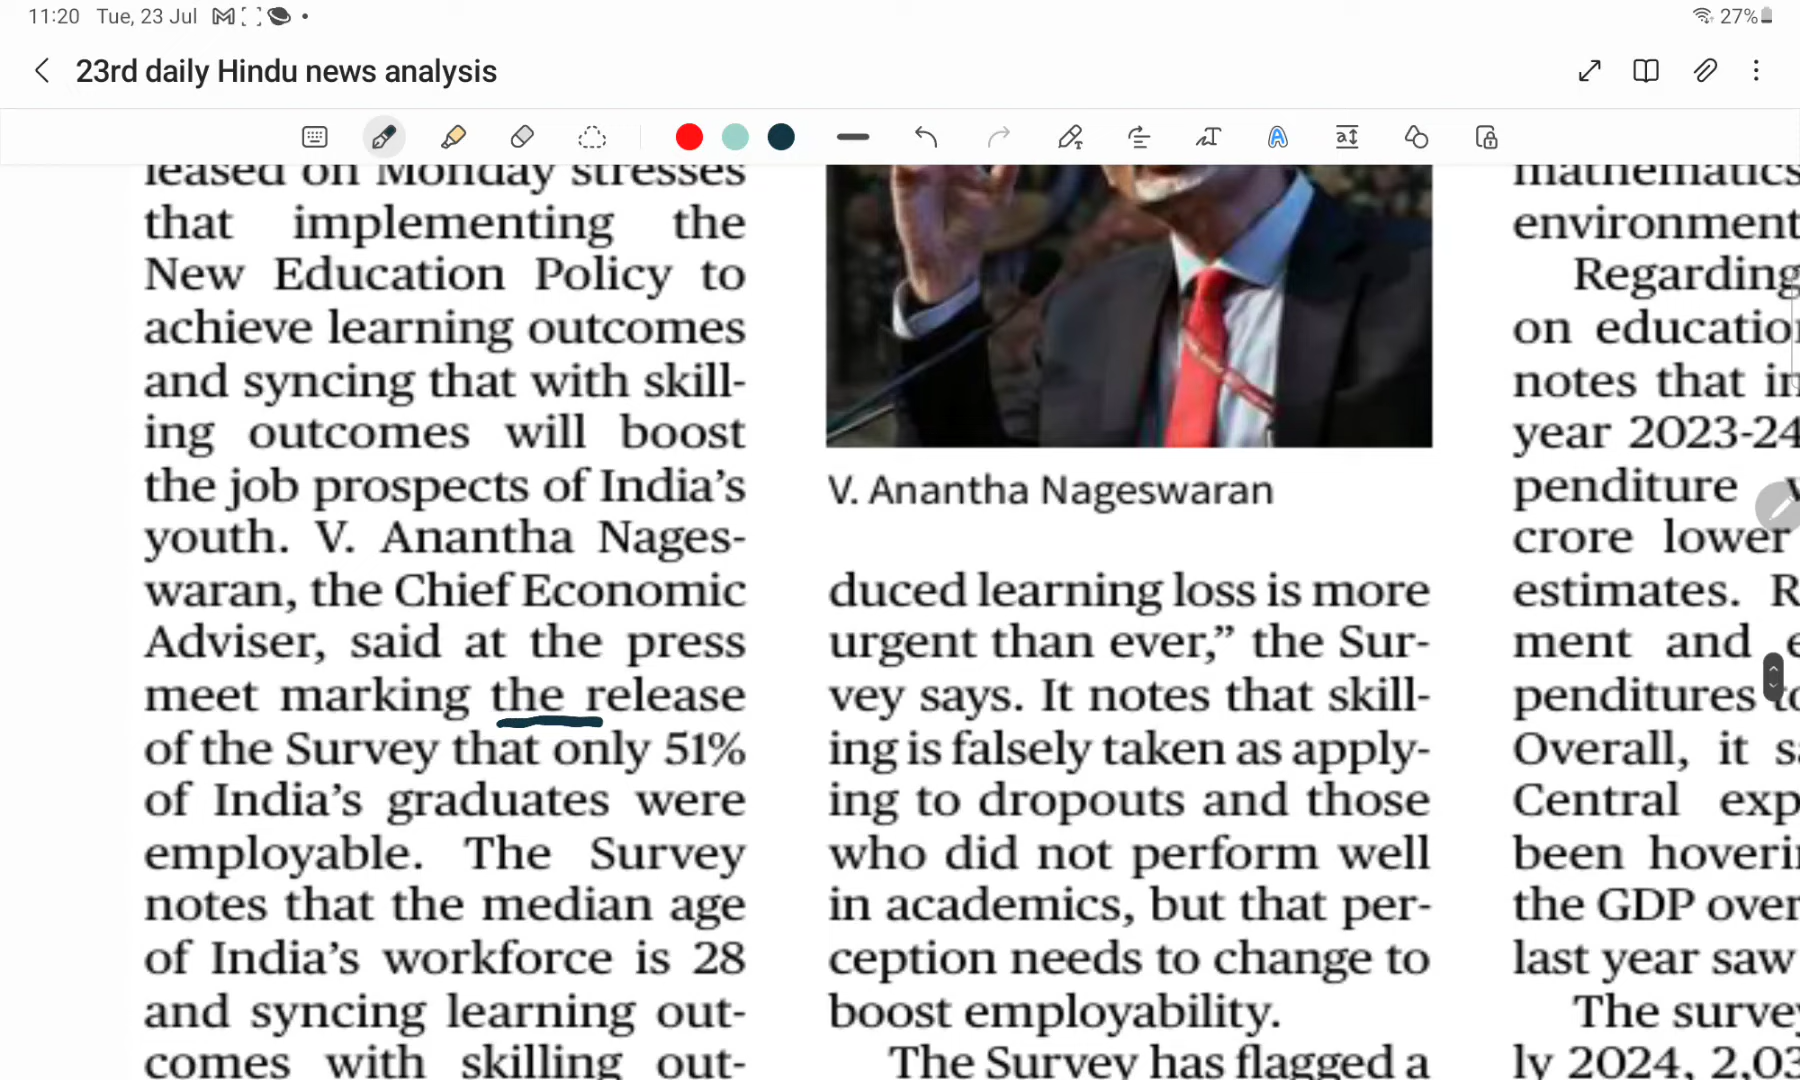 11:20 Tue, 23 Jul
27%
23rd daily Hindu news analysis
leased on Monday stresses
that implementing the
New Education Policy to
achieve learning outcomes
and syncing that with skill-
ing outcomes will boost
the job prospects of India's
youth. V. Anantha Nages-
waran, the Chief Economic
Adviser, said at the press
meet marking the release
of the Survey that only 51%
of India's graduates were
employable. The Survey
notes that the median age
of India's workforce is 28
and syncing learning out-
comes with skilling out-
V. Anantha Nageswaran
duced learning loss is more
urgent than ever,” the Sur-
vey says. It notes that skill-
ing is falsely taken as apply-
ing to dropouts and those
who did not perform well
in academics, but that per-
ception needs to change to
boost employability.
The Survey has flagged a
mathematics
environment
Regarding
on
notes that
year 2023-24
penditure
crore lower
estimates.
ment and
penditures
Overall, it
Central
been
the GDP over
last year saw
The survey
ly 2024, 2,03